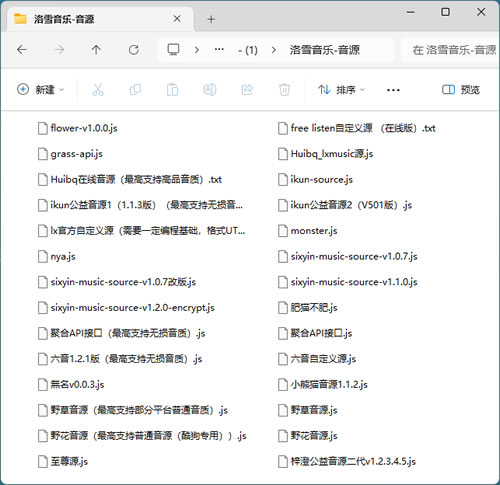 洛雪音乐-音源
- (1)
洛雪音乐-音源
在 洛雪音乐-音源
新建
排序
预览
flower-v1.0.0.js
free listen自定义源 （在线版）.txt
grass-api.js
Huibq_lxmusic源.js
Huibq在线音源（最高支持高品音质）.txt
ikun-source.js
ikun公益音源1（1.1.3版）（最高支持无损音...
ikun公益音源2（V501版）.js
lx官方自定义源（需要一定编程基础，格式UT...
monster.js
nya.js
sixyin-music-source-v1.0.7.js
sixyin-music-source-v1.0.7改版.js
sixyin-music-source-v1.1.0.js
sixyin-music-source-v1.2.0-encrypt.js
肥猫不肥.js
聚合API接口（最高支持无损音质）.js
聚合API接口.js
六音1.2.1版（最高支持无损音质）.js
六音自定义源.js
無名v0.0.3.js
小熊猫音源1.1.2.js
野草音源（最高支持部分平台普通音质）.js
野草音源.js
野花音源（最高支持普通音源（酷狗专用））.js
野花音源.js
至尊源.js
梓澄公益音源二代v1.2.3.4.5.js